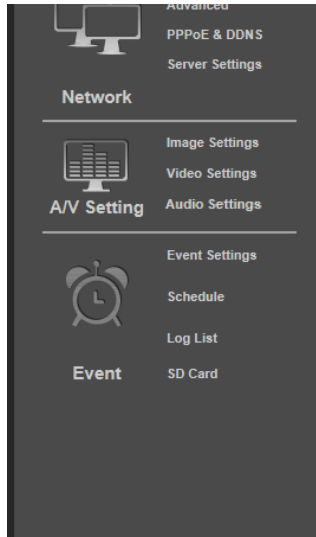 Advanced
PPPoE & DDNS
Server Settings
Network
Image Settings
Video Settings
A/V Setting
Audio Settings
Event Settings
Schedule
Log List
Event
SD Card